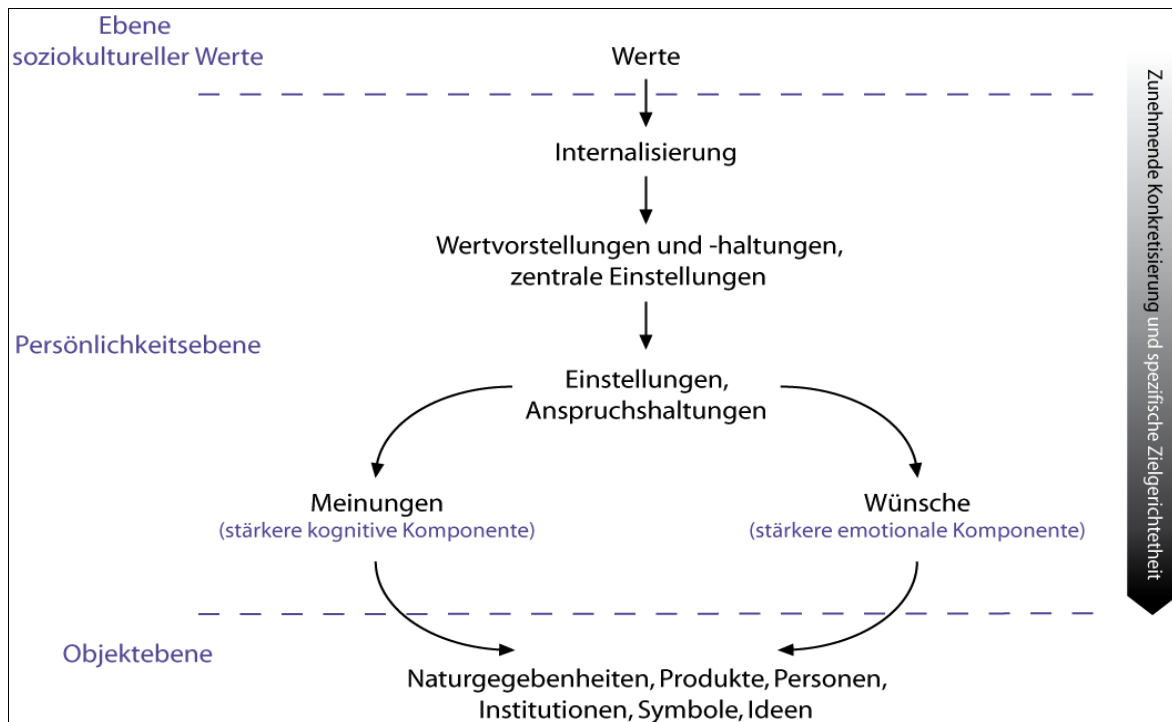 Ebene
soziokultureller Werte
Werte
Internalisierung
Wertvorstellungen und -haltungen,
zentrale Einstellungen
Persönlichkeitsebene
Einstellungen,
Anspruchshaltungen
Meinungen
(stärkere kognitive Komponente)
Wünsche
(stärkere emotionale Komponente)
Objektebene
Naturgegebenheiten, Produkte, Personen,
Institutionen, Symbole, Ideen
Zunehmende Konkretisierung und spezifische Zielgerichtetheit